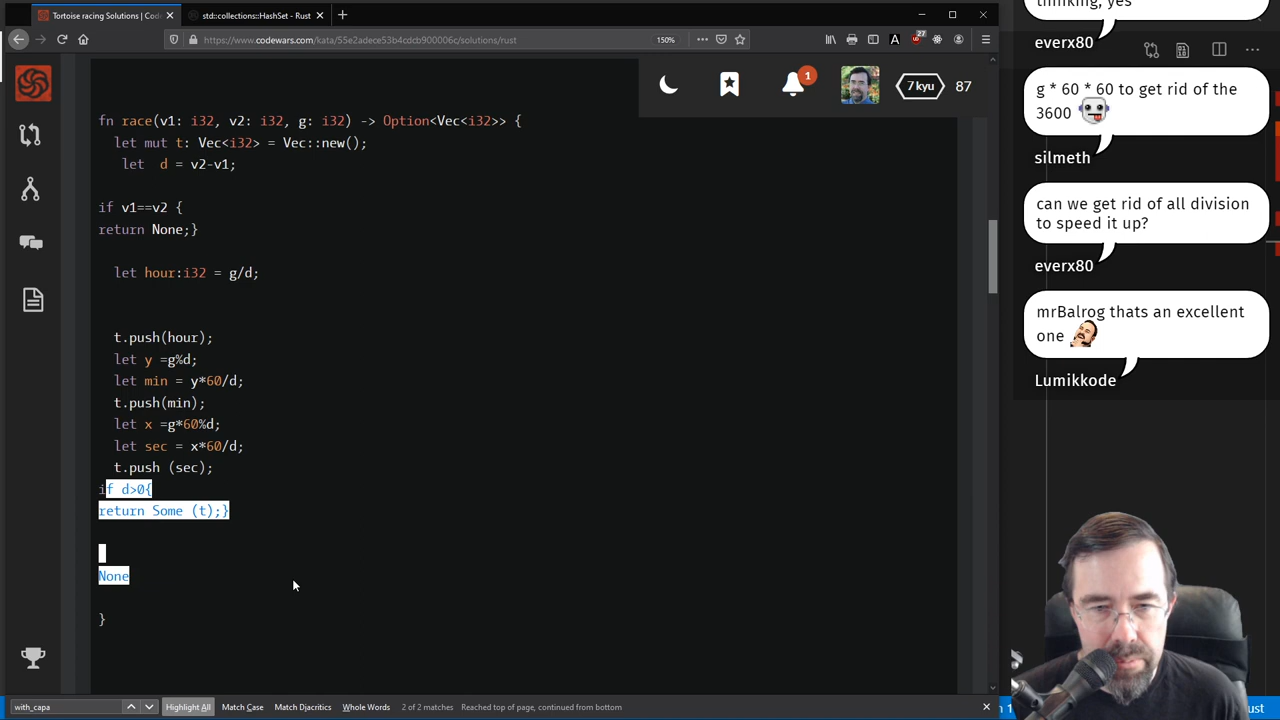 Tortoise racing Solutions | Cod
std::collections::HashSet - Rust
https://www.codewars.com/kata/55e2adece53b4cdcb900006c/solutions/rust
150%
A
27
1
7 kyu
87
fn race(v1: i32, v2: i32, g: i32) -> Option<Vec<i32>> {
let mut t: Vec<i32> = Vec::new();
let d = v2-v1;
if v1==v2 {
return None;}
let hour:i32 = g/d;
t.push(hour);
let y =g%d;
let min = y*60/d;
t.push(min);
let x =g*60%d;
let sec = x*60/d;
t.push (sec);
if d>0{
return Some (t);}
None
}
with_capa
Highlight All
Match Case
Match Diacritics
Whole Words
2 of 2 matches
Reached top of page, continued from bottom
thinking, yes
everx80
g * 60 * 60 to get rid of the
3600
silmeth
can we get rid of all division
to speed it up?
everx80
mrBalrog thats an excellent
one
Lumikkode